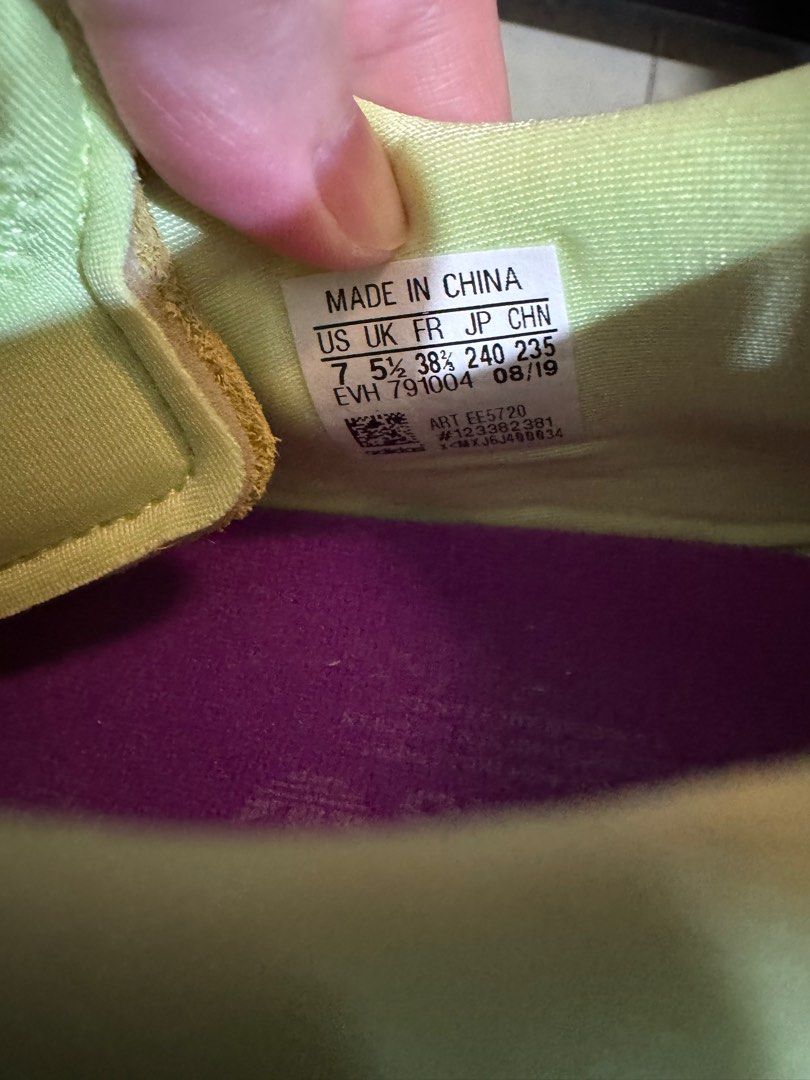 MADE IN CHINA
US UK FR JP CHN
7 5½ 38⅔ 240 235
EVH 791004 08/19
ART EE5720
#123382381
adidas